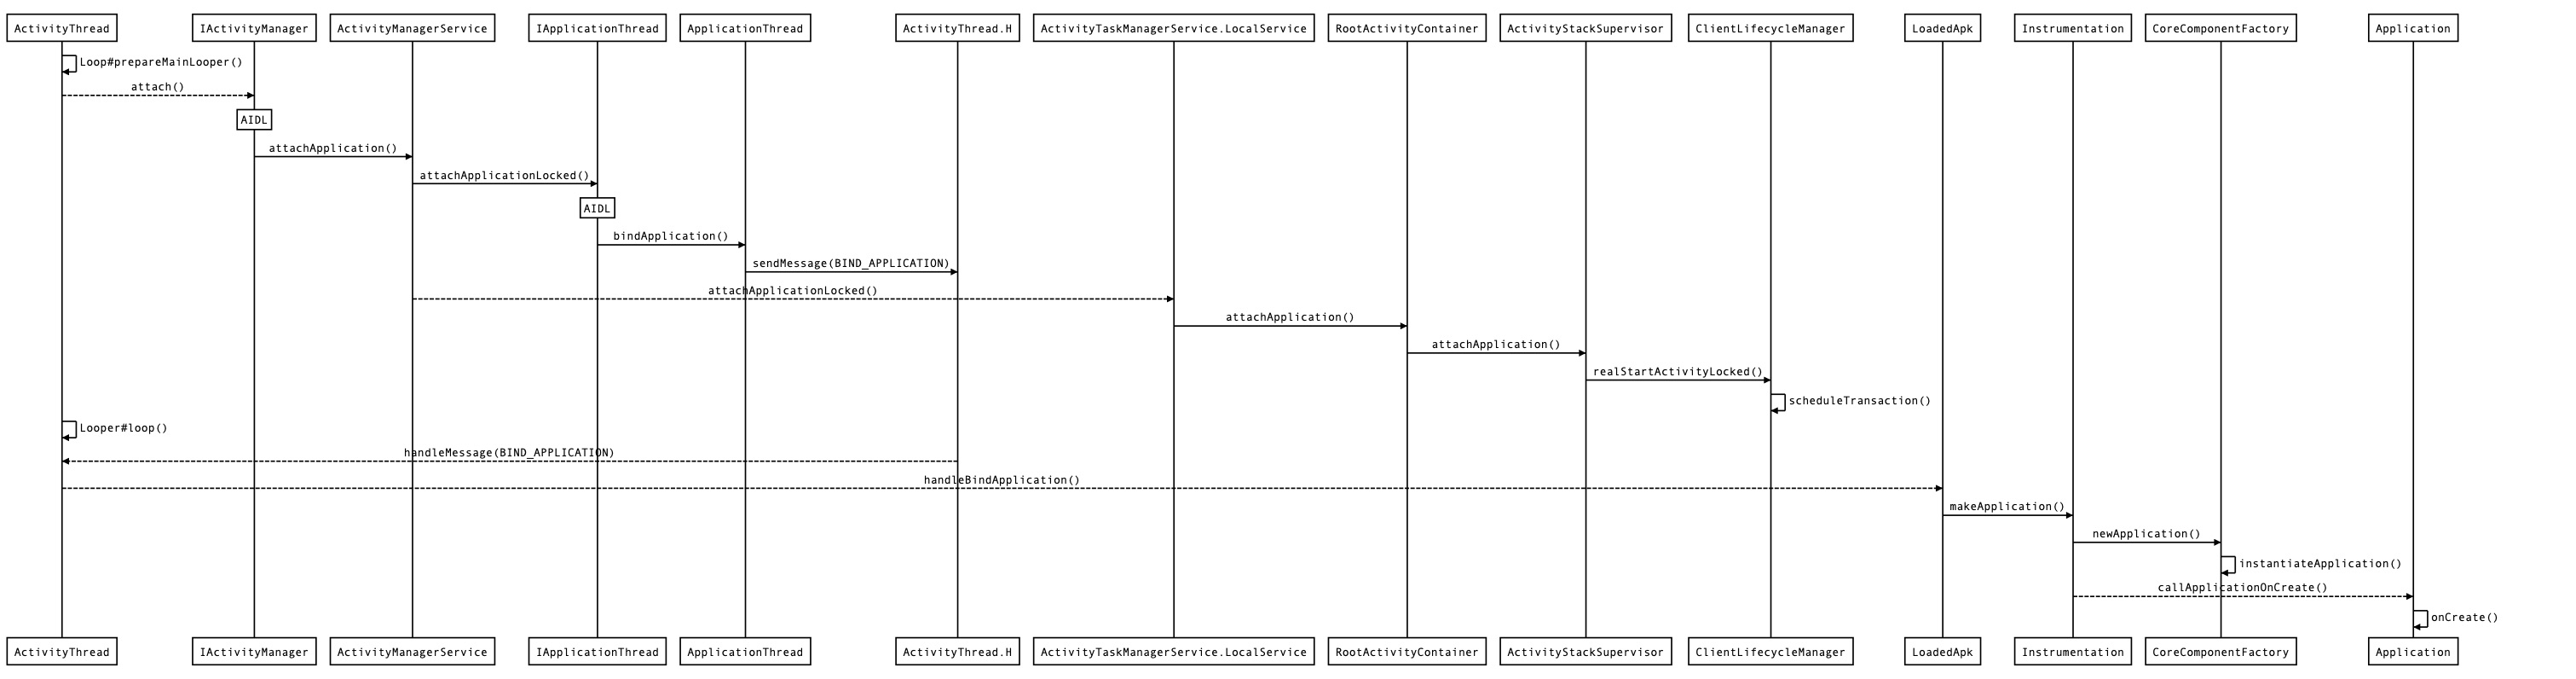 ActivityThread
IActivityManager
ActivityManagerService
IApplicationThread
ApplicationThread
ActivityThread.H
ActivityTaskManagerService.LocalService
RootActivityContainer
ActivityStackSupervisor
ClientLifecycleManager
LoadedApk
Instrumentation
CoreComponentFactory
Application
Loop#prepareMainLooper()
attach()
AIDL
attachApplication()
attachApplicationLocked()
AIDL
bindApplication()
sendMessage(BIND_APPLICATION)
attachApplicationLocked()
attachApplication()
attachApplication()
realStartActivityLocked()
scheduleTransaction()
Looper#loop()
handleMessage(BIND_APPLICATION)
handleBindApplication()
makeApplication()
newApplication()
instantiateApplication()
callApplicationOnCreate()
onCreate()
ActivityThread
IActivityManager
ActivityManagerService
IApplicationThread
ApplicationThread
ActivityThread.H
ActivityTaskManagerService.LocalService
RootActivityContainer
ActivityStackSupervisor
ClientLifecycleManager
LoadedApk
Instrumentation
CoreComponentFactory
Application